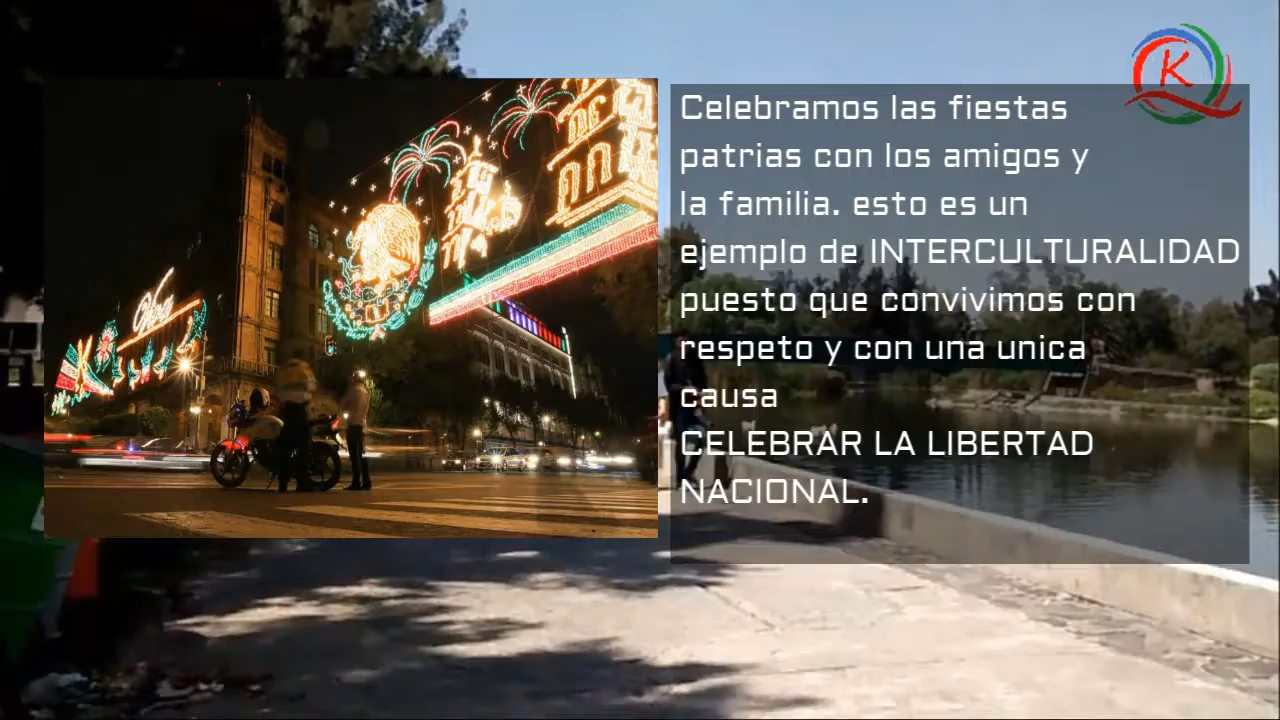 Celebramos las fiestas
patrias con los amigos y
la familia. esto es un
ejemplo de INTERCULTURALIDAD
puesto que convivimos con
respeto y con una unica
causa
CELEBRAR LA LIBERTAD
NACIONAL.
K
Viva